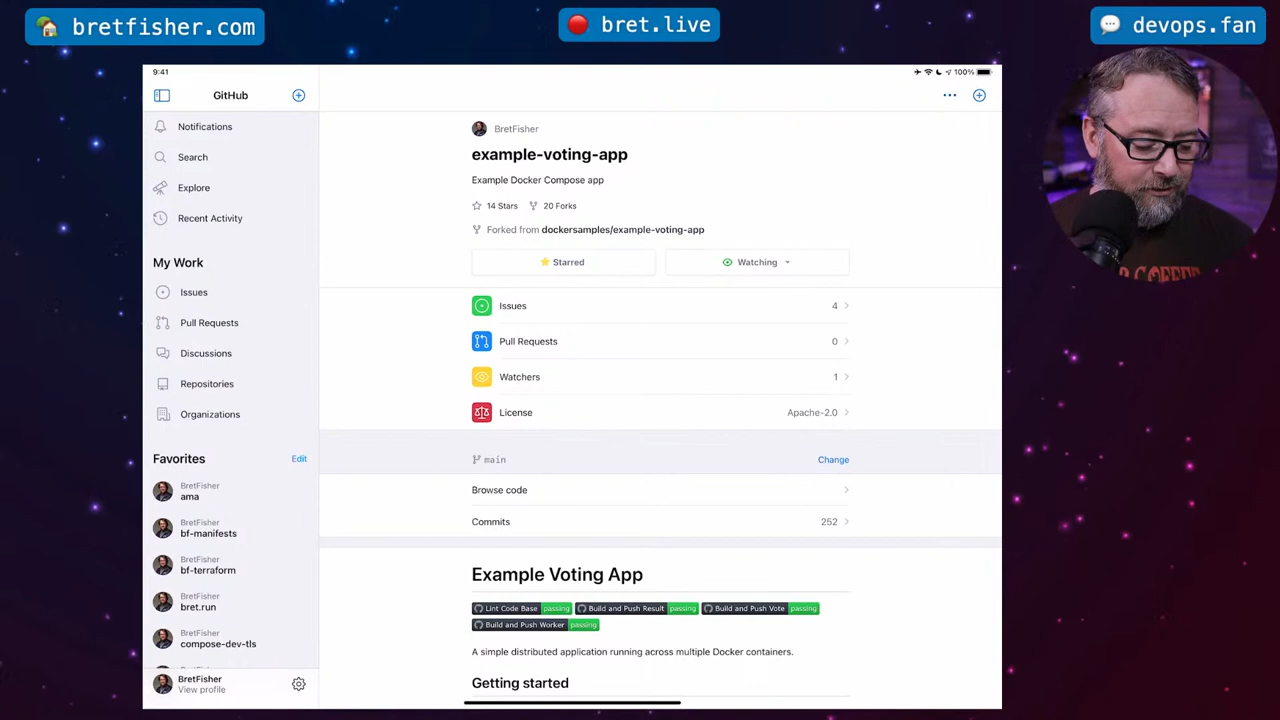 bretfisher.com
bret.live
devops.fan
9:41
100%
GitHub
Notifications
Search
Explore
Recent Activity
My Work
Issues
Pull Requests
Discussions
Repositories
Organizations
Favorites
Edit
BretFisher
ama
BretFisher
bf-manifests
BretFisher
bf-terraform
BretFisher
bret.run
BretFisher
compose-dev-tls
BretFisher
View profile
BretFisher
example-voting-app
Example Docker Compose app
14 Stars 20 Forks
Forked from dockersamples/example-voting-app
Starred
Watching
Issues 4
Pull Requests 0
Watchers 1
License Apache-2.0
main Change
Browse code
Commits 252
Example Voting App
Lint Code Base passing Build and Push Result passing Build and Push Vote passing
Build and Push Worker passing
A simple distributed application running across multiple Docker containers.
Getting started